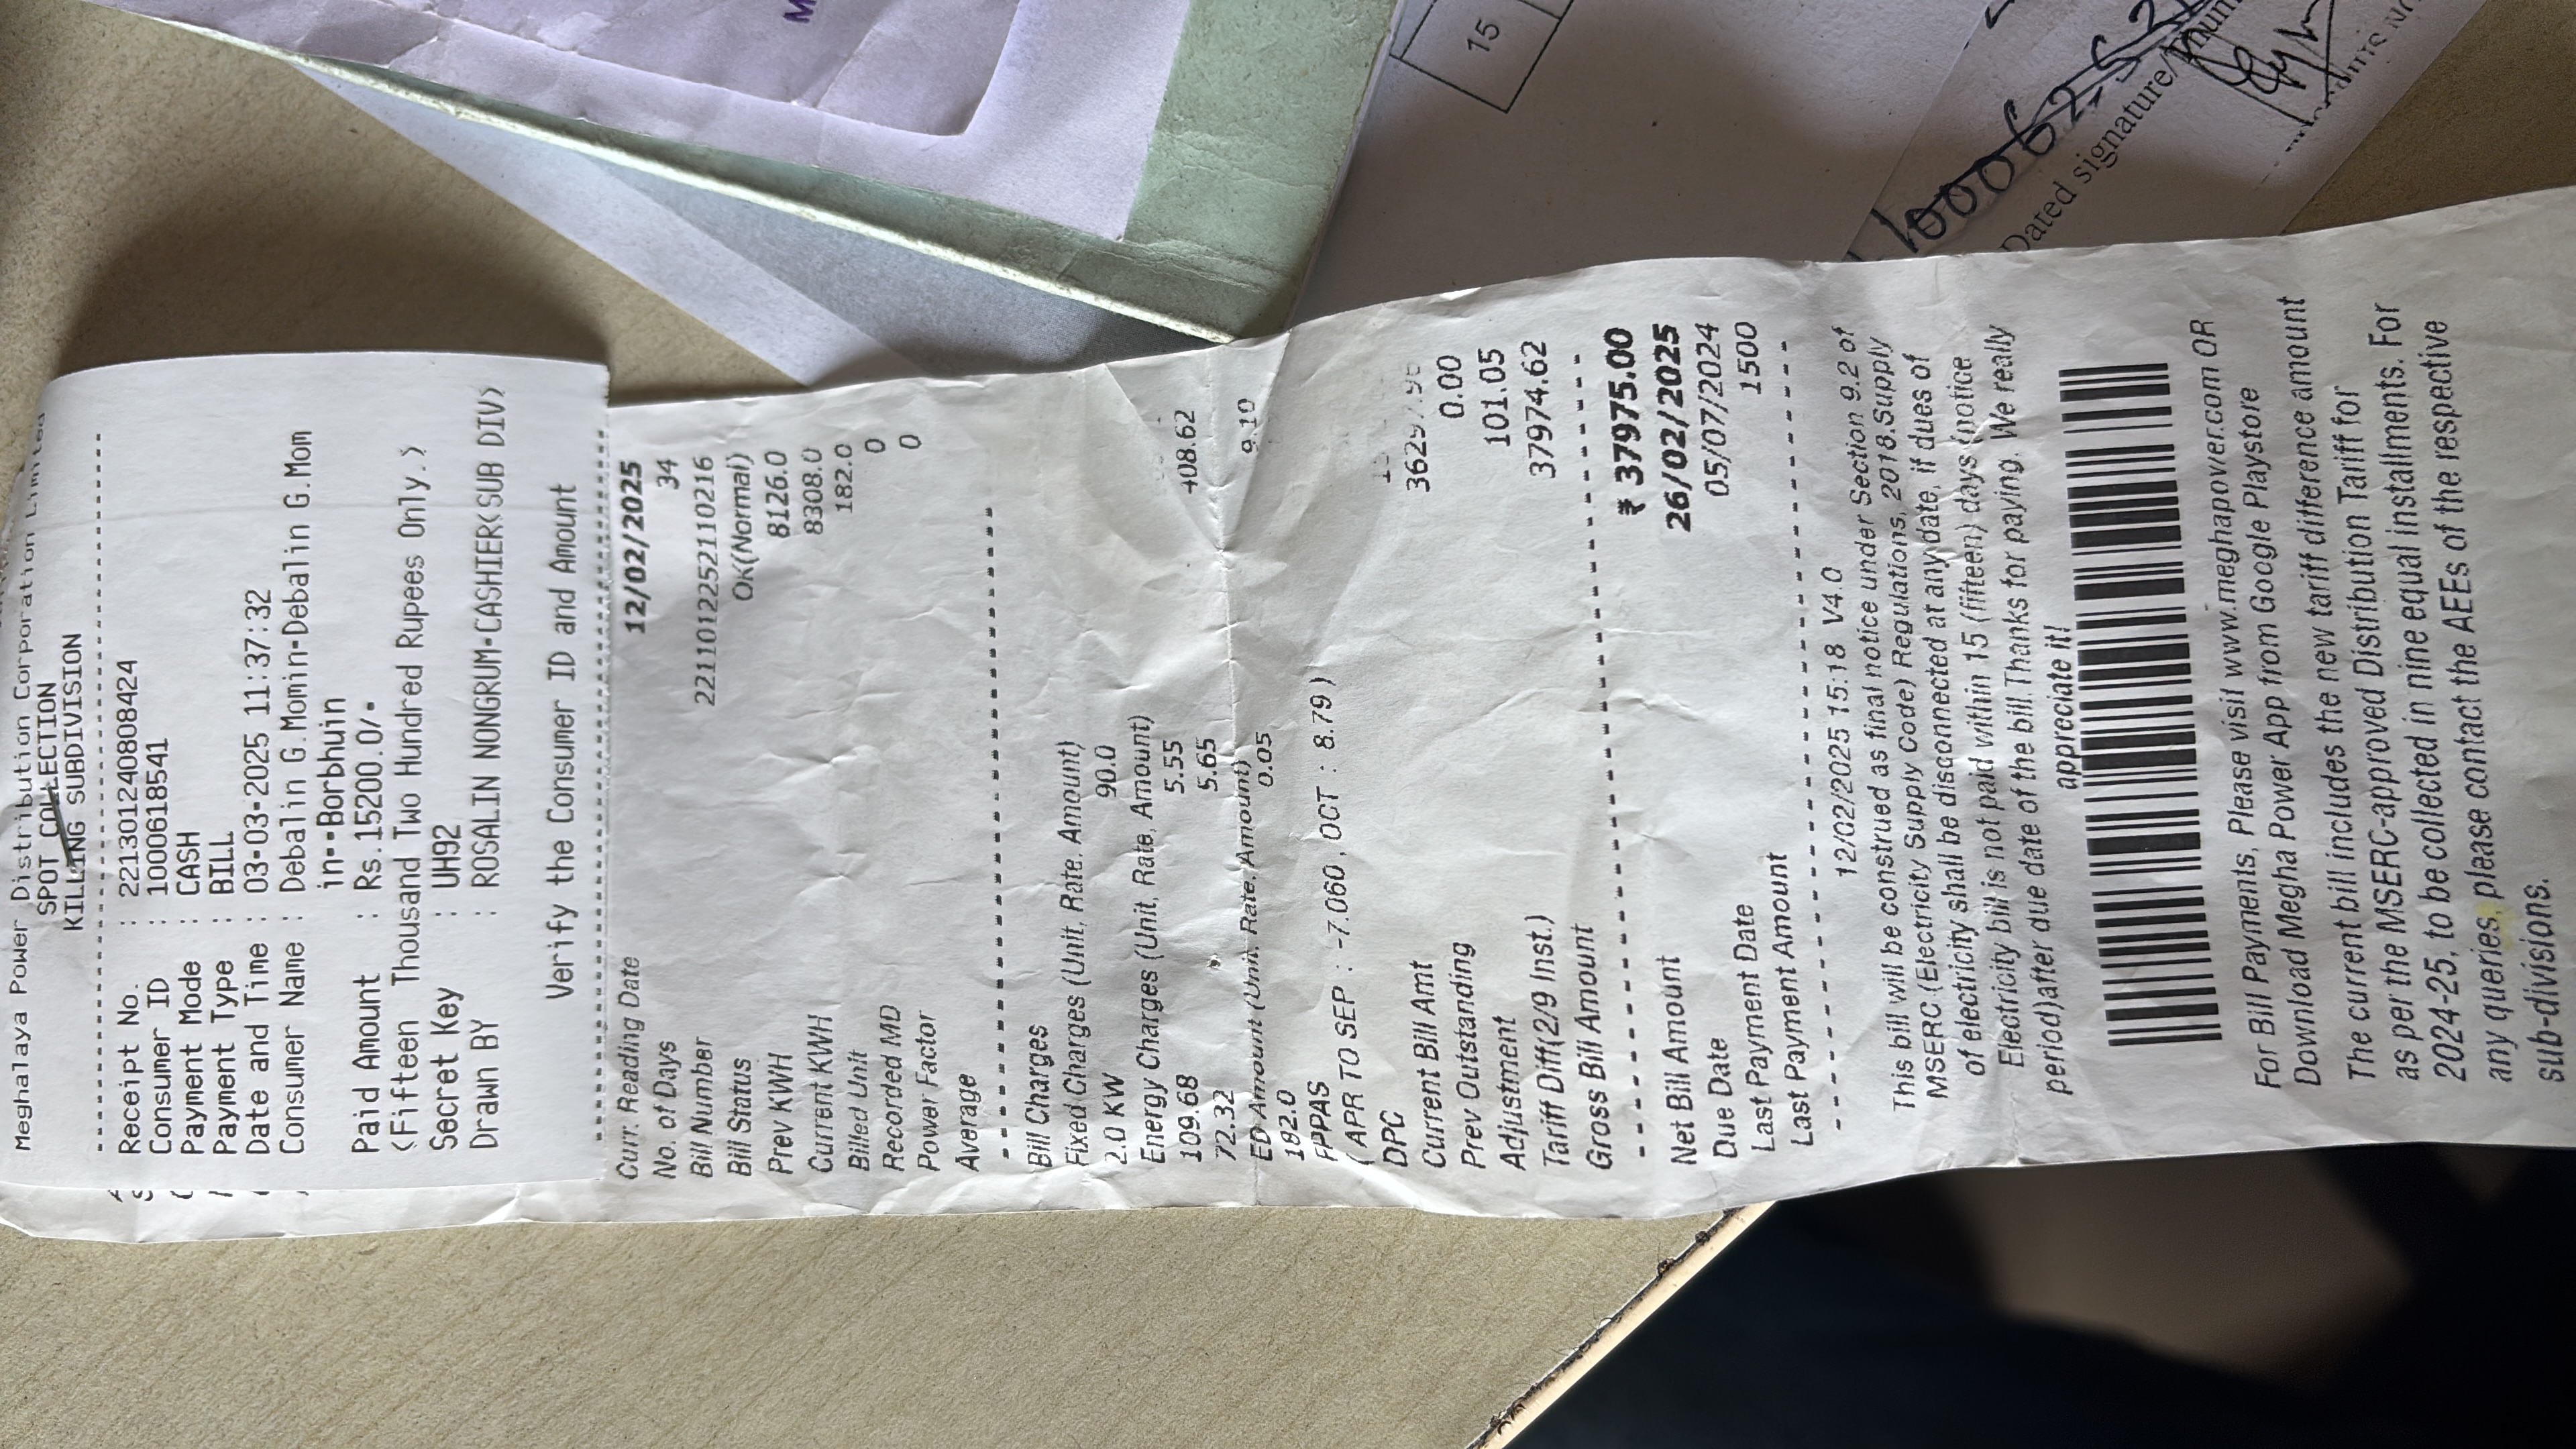 Meghalaya Power Distribution Corporation Limited
SPOT COLLECTION
KILLING SUBDIVISION
Receipt No. : 2213012408084​24
Consumer ID : 1000618541
Payment Mode : CASH
Payment Type : BILL
Date and Time : 03-03-2025 11:37:32
Consumer Name : Debalin G.Momin-Debalin G.Mom
in--Borbhuin
Paid Amount : Rs.15200.0/-
(Fifteen Thousand Two Hundred Rupees Only.)
Secret Key : UH92
Drawn BY : ROSALIN NONGRUM-CASHIER(SUB DIV)
Verify the Consumer ID and Amount
Curr. Reading Date 12/02/2025
No. of Days 34
Bill Number 221101225211​0216
Bill Status OK(Normal)
Prev KWH 8126.0
Current KWH 8308.0
Billed Unit 182.0
Recorded MD 0
Power Factor 0
Average
Bill Charges
Fixed Charges (Unit, Rate, Amount)
2.0 KW 90.0
Energy Charges (Unit, Rate, Amount)
109.68 5.55
72.32 5.65 408.62
ED Amount (Unit, Rate, Amount)
182.0 0.05 9.10
FPPAS
( APR TO SEP : -7.060 , OCT : 8.79 )
DPC
Current Bill Amt
Prev Outstanding
Adjustment 0.00
Tariff Diff(2/9 Inst.) 101.05
Gross Bill Amount 37974.62
Net Bill Amount ₹ 37975.00
Due Date 26/02/2025
Last Payment Date 05/07/2024
Last Payment Amount 1500
12/02/2025 15:18 V4.0
This bill will be construed as final notice under Section 9.2 of
MSERC (Electricity Supply Code) Regulations, 2018.Supply
of electricity shall be disconnected at any date, if dues of
Electricity bill is not paid within 15 (fifteen) days (notice
period)after due date of the bill.Thanks for paying. We really
appreciate it!
For Bill Payments, Please visit www.meghapover.com OR
Download Megha Power App from Google Playstore
The current bill includes the new tariff difference amount
as per the MSERC-approved Distribution Tariff for
2024-25, to be collected in nine equal installments. For
any queries, please contact the AEEs of the respective
sub-divisions.
15
Dated signature/Thum